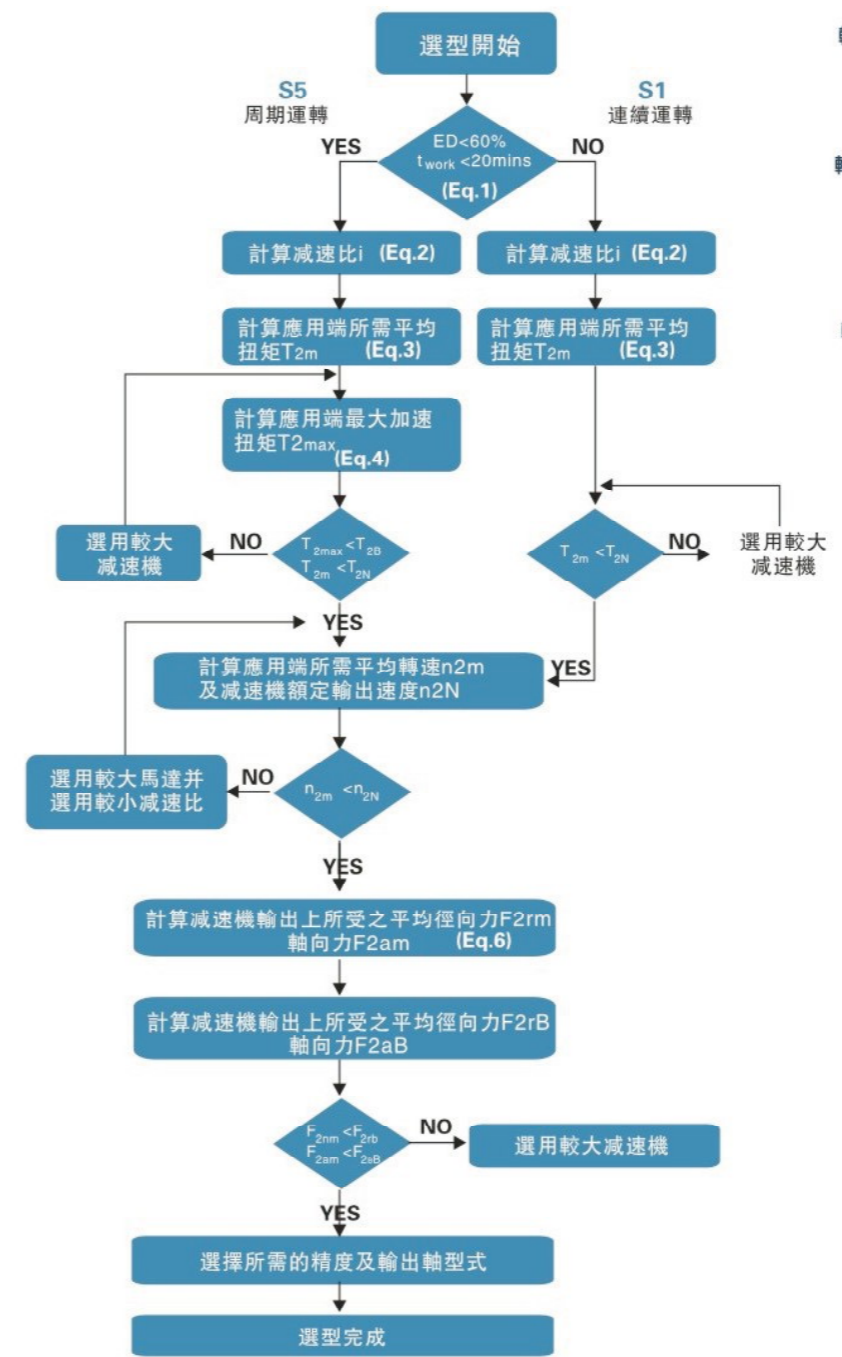 選型開始
S5
周期運轉
S1
連續運轉
YES
ED<60%
t work <20mins
(Eq.1)
NO
計算减速比i (Eq.2)
計算减速比i (Eq.2)
計算應用端所需平均
扭矩T2m (Eq.3)
計算應用端所需平均
扭矩T2m (Eq.3)
計算應用端最大加速
扭矩T2max
(Eq.4)
選用較大
减速機
NO
T2max<T2B
T2m<T2N
T2m<T2N
NO
選用較大
减速機
YES
計算應用端所需平均轉速n2m
及减速機額定輸出速度n2N
YES
選用較大馬達并
選用較小减速比
NO
n2m <n2N
YES
計算减速機輸出上所受之平均徑向力F2rm
軸向力F2am (Eq.6)
計算减速機輸出上所受之平均徑向力F2rB
軸向力F2aB
F2nm<F2rb
F2am<F2aB
NO
選用較大减速機
YES
選擇所需的精度及輸出軸型式
選型完成